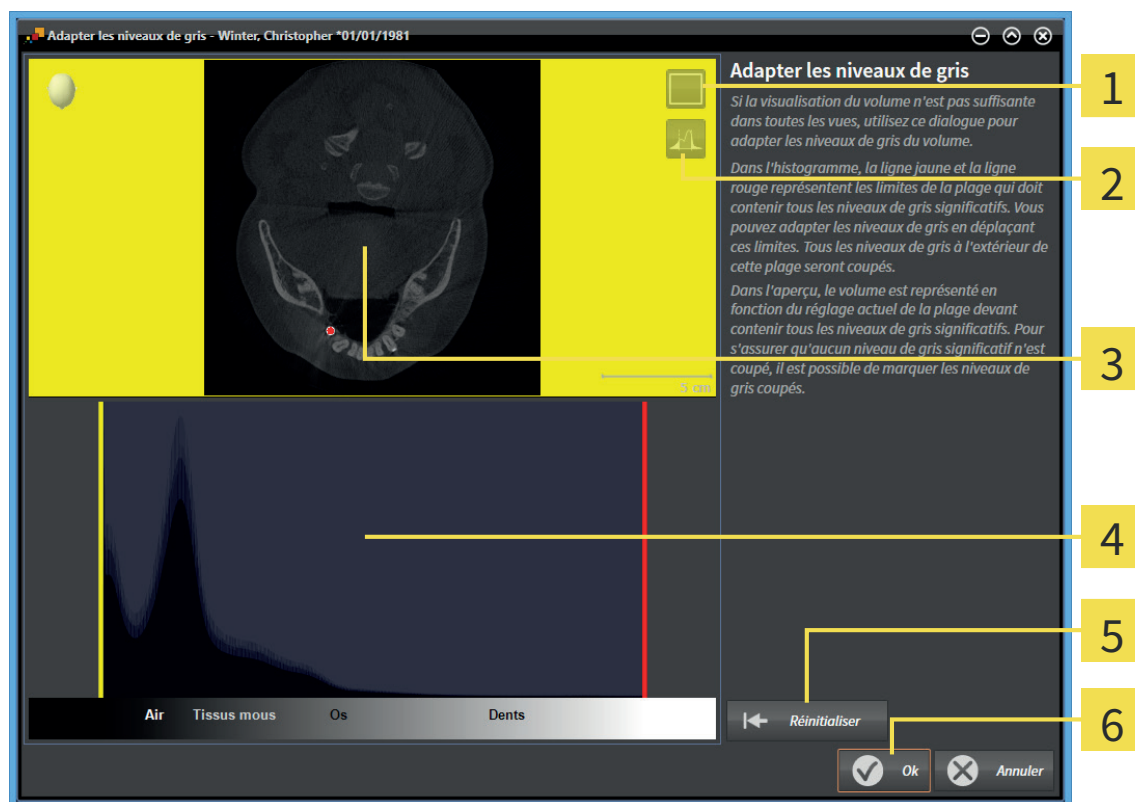 Adapter les niveaux de gris - Winter, Christopher *01/01/1981
Adapter les niveaux de gris
Si la visualisation du volume n'est pas suffisante
dans toutes les vues, utilisez ce dialogue pour
adapter les niveaux de gris du volume.
Dans l'histogramme, la ligne jaune et la ligne
rouge représentent les limites de la plage qui doit
contenir tous les niveaux de gris significatifs. Vous
pouvez adapter les niveaux de gris en déplaçant
ces limites. Tous les niveaux de gris à l'extérieur de
cette plage seront coupés.
Dans l'aperçu, le volume est représenté en
fonction du réglage actuel de la plage devant
contenir tous les niveaux de gris significatifs. Pour
s'assurer qu'aucun niveau de gris significatif n'est
coupé, il est possible de marquer les niveaux de
gris coupés.
1
2
3
5 cm
4
5
6
Air
Tissus mous
Os
Dents
Réinitialiser
Ok
Annuler